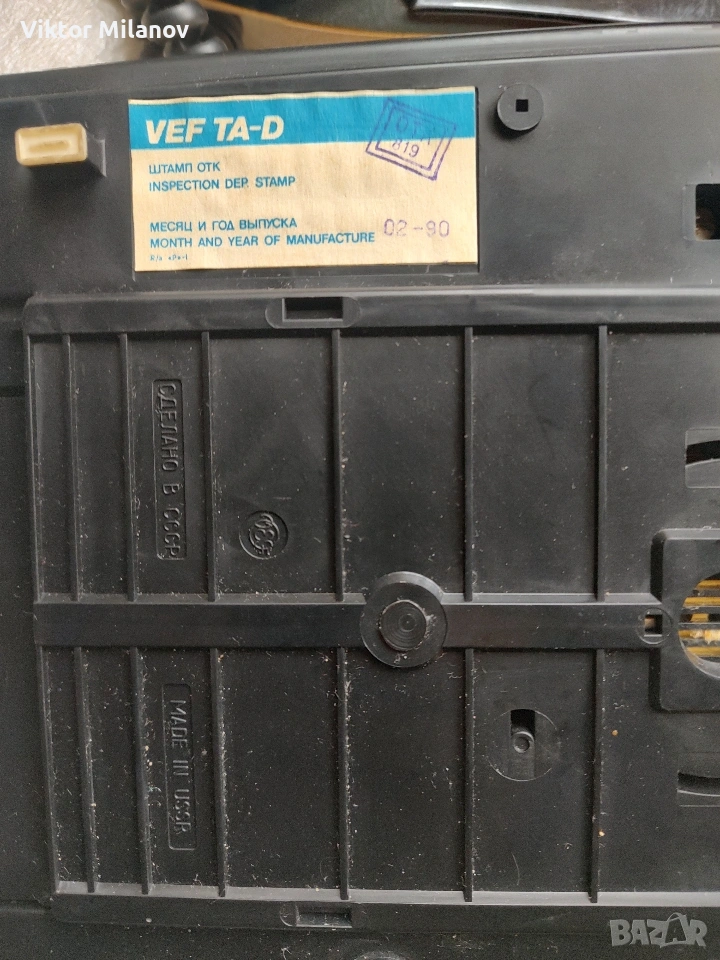 Viktor Milanov
VEF TA-D
ШТАМП ОТК
INSPECTION DEP. STAMP
819
МЕСЯЦ И ГОД ВЫПУСКА
MONTH AND YEAR OF MANUFACTURE 02-90
СДЕЛАНО В СССР
MADE IN USSR
BAZAR